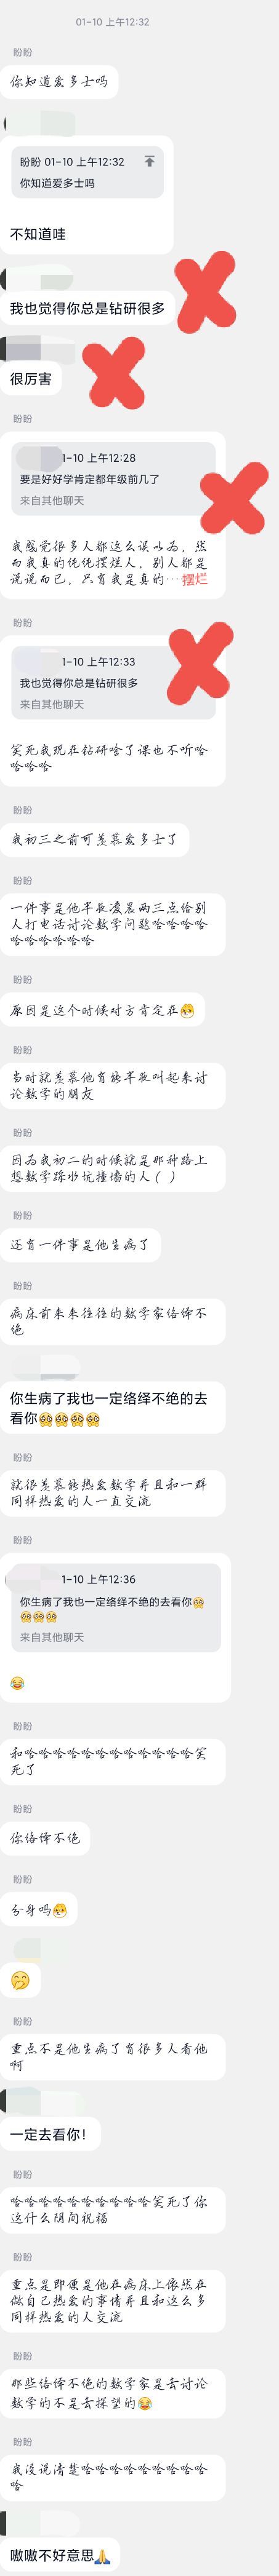 01-10 上午12:32
盼盼
你知道爱多士吗
盼盼 01-10 上午12:32
你知道爱多士吗
不知道哇
我也觉得你总是钻研很多
很厉害
盼盼
1-10 上午12:28
要是好好学肯定都年级前几了
来自其他聊天
我感觉很多人都这么误以为，然
而我真的纯纯摆烂人，别人都是
说说而已，只有我是真的……摆烂
盼盼
1-10 上午12:33
我也觉得你总是钻研很多
来自其他聊天
笑死我现在钻研啥了课也不听哈
哈哈哈
盼盼
我初三之前可羡慕爱多士了
盼盼
一件事是他半夜凌晨两三点给别
人打电话讨论数学问题哈哈哈哈
哈哈哈哈哈哈
盼盼
原因是这个时候对方肯定在
盼盼
当时就羡慕他有能半夜叫起来讨
论数学的朋友
盼盼
因为我初二的时候就是那种路上
想数学踩水坑撞墙的人（ ）
盼盼
还有一件事是他生病了
盼盼
病床前来来往往的数学家络绎不
绝
你生病了我也一定络绎不绝的去
看你🥺🥺🥺🥺
盼盼
就很羡慕能热爱数学并且和一群
同样热爱的人一直交流
盼盼
1-10 上午12:36
你生病了我也一定络绎不绝的去看你🥺
🥺🥺🥺
来自其他聊天
😂
盼盼
和哈哈哈哈哈哈哈哈哈哈哈哈笑
死了
盼盼
你络绎不绝
盼盼
分身吗
🤭
盼盼
重点不是他生病了有很多人看他
啊
一定去看你！
盼盼
哈哈哈哈哈哈哈哈哈哈笑死了你
这什么阴间祝福
盼盼
重点是即便是他在病床上依然在
做自己热爱的事情并且和这么多
同样热爱的人交流
盼盼
那些络绎不绝的数学家是去讨论
数学的不是去探望的😂
盼盼
我没说清楚哈哈哈哈哈哈哈哈哈
哈
嗷嗷不好意思🙏